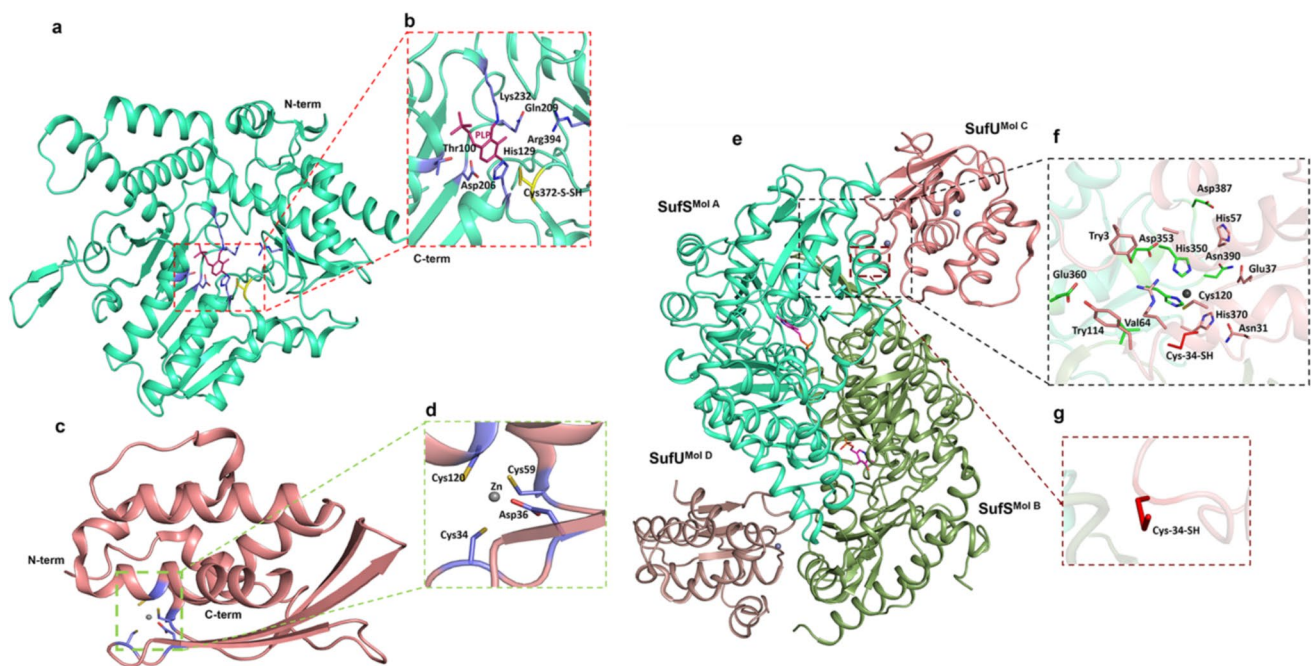 a
N-term
C-term
b
Lys232
Gln209
PLP
Arg394
Thr100
His129
Asp206
Cys372-S-SH
c
N-term
C-term
d
Cys120
Cys59
Zn
Asp36
Cys34
e
SufU^Mol C
SufS^Mol A
SufU^Mol D
SufS^Mol B
f
Asp387
His57
Try3
Asp353
His350
Asn390
Glu37
Glu360
Cys120
Val64
His370
Try114
Asn31
Cys-34-SH
g
Cys-34-SH